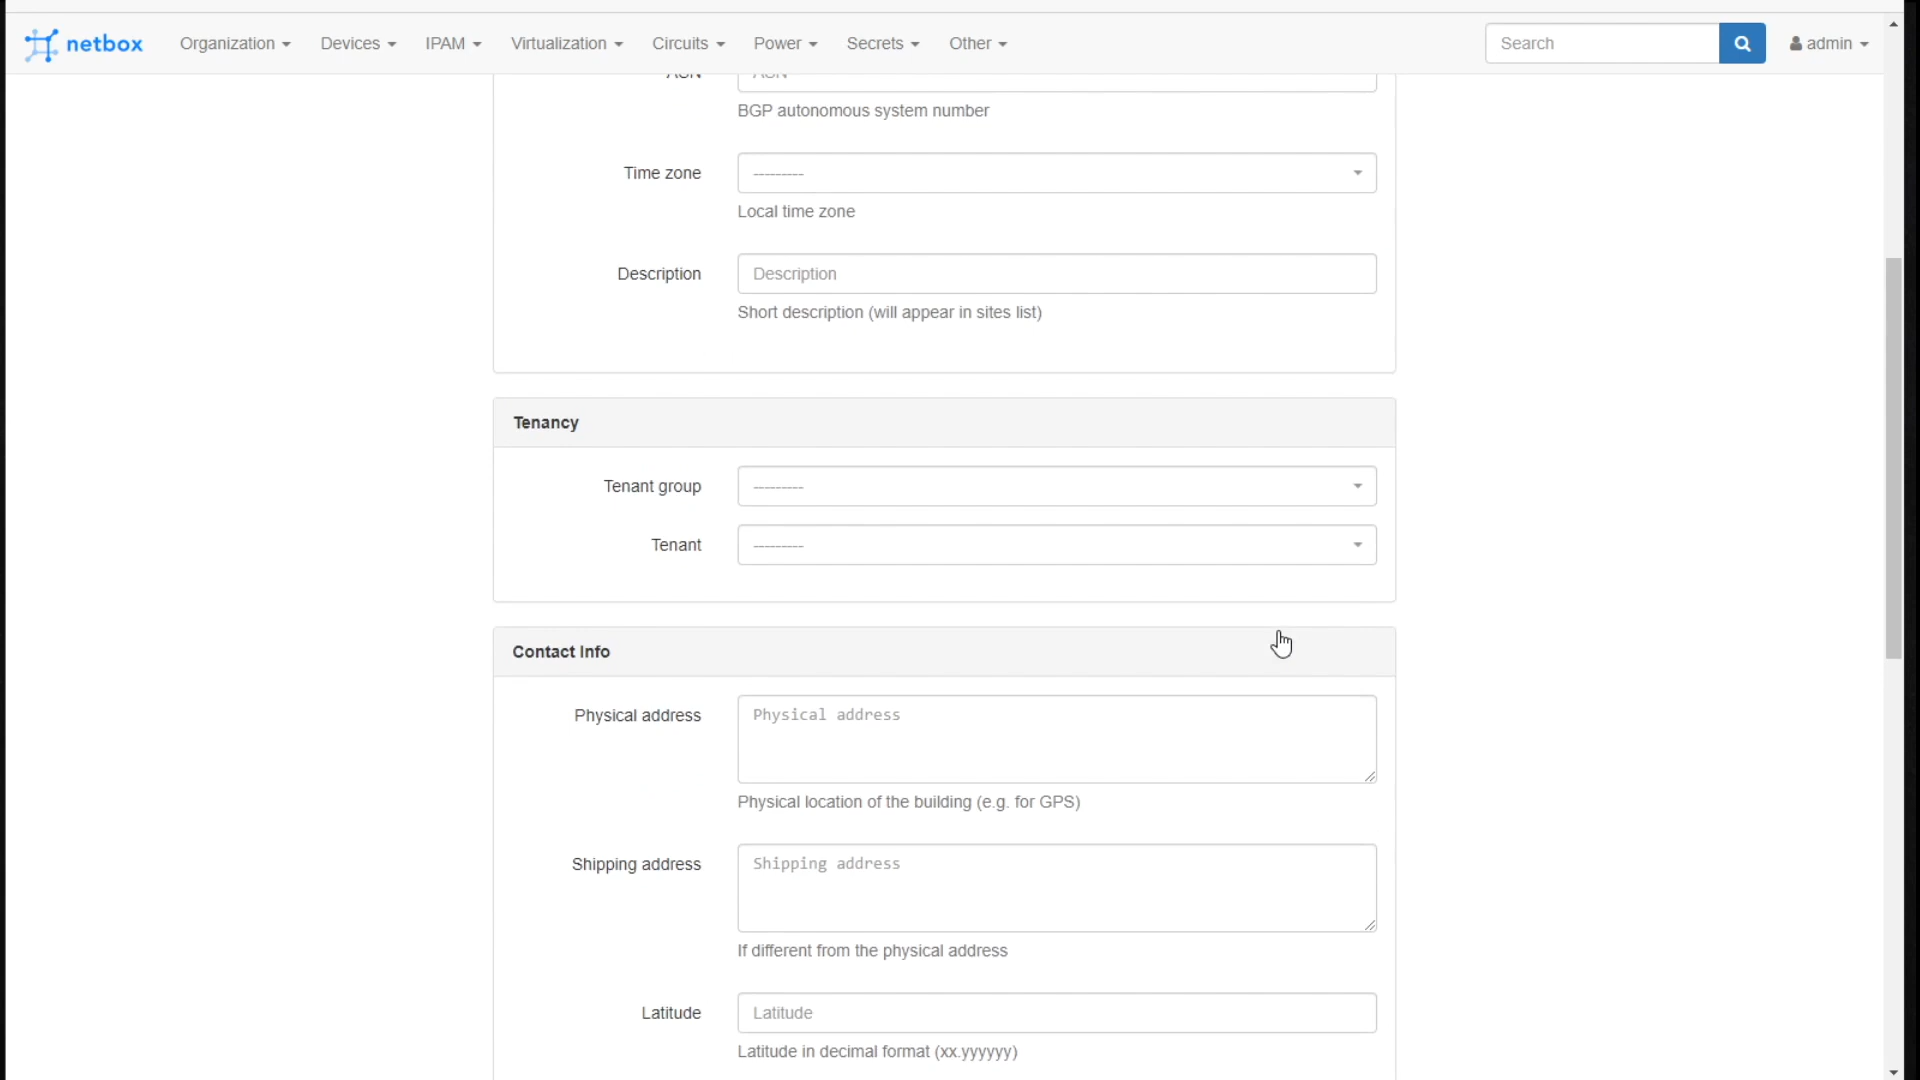 netbox Organization Devices IPAM Virtualization Circuits Power Secrets Other Search admin
ASN ASN
BGP autonomous system number
Time zone ---------
Local time zone
Description Description
Short description (will appear in sites list)
Tenancy
Tenant group ---------
Tenant ---------
Contact Info
Physical address Physical address
Physical location of the building (e.g. for GPS)
Shipping address Shipping address
If different from the physical address
Latitude Latitude
Latitude in decimal format (xx.yyyyyy)